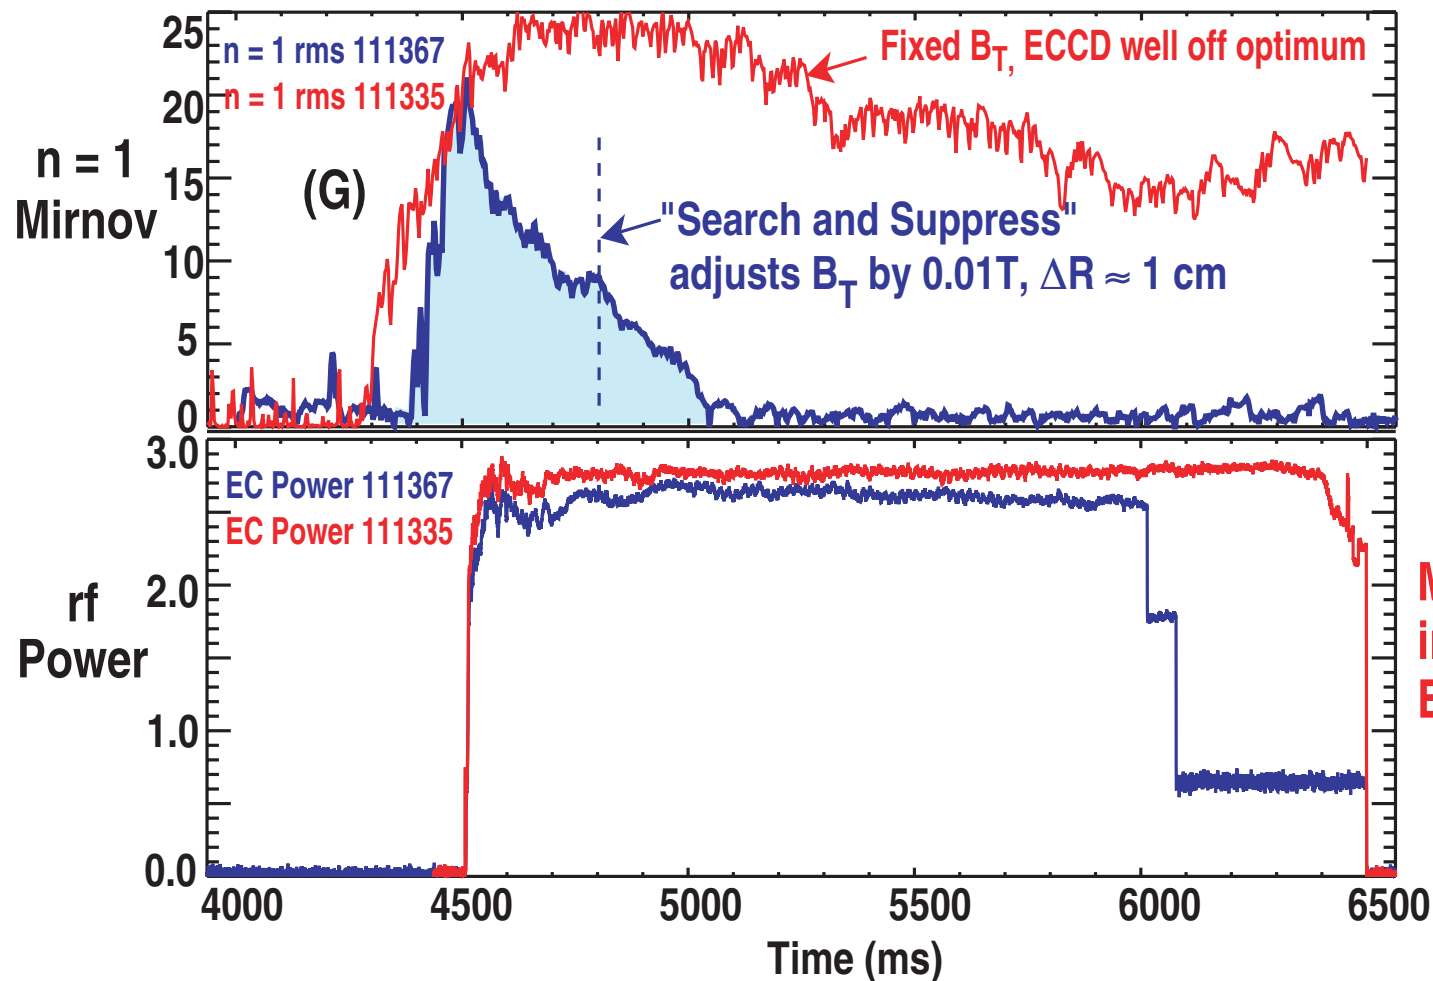 25
20
15
10
5
0
n = 1
Mirnov
n = 1 rms 111367
n = 1 rms 111335
(G)
Fixed B_T, ECCD well off optimum
"Search and Suppress"
adjusts B_T by 0.01T, ΔR ≈ 1 cm
3.0
2.0
1.0
0.0
rf
Power
EC Power 111367
EC Power 111335
4000 4500 5000 5500 6000 6500
Time (ms)